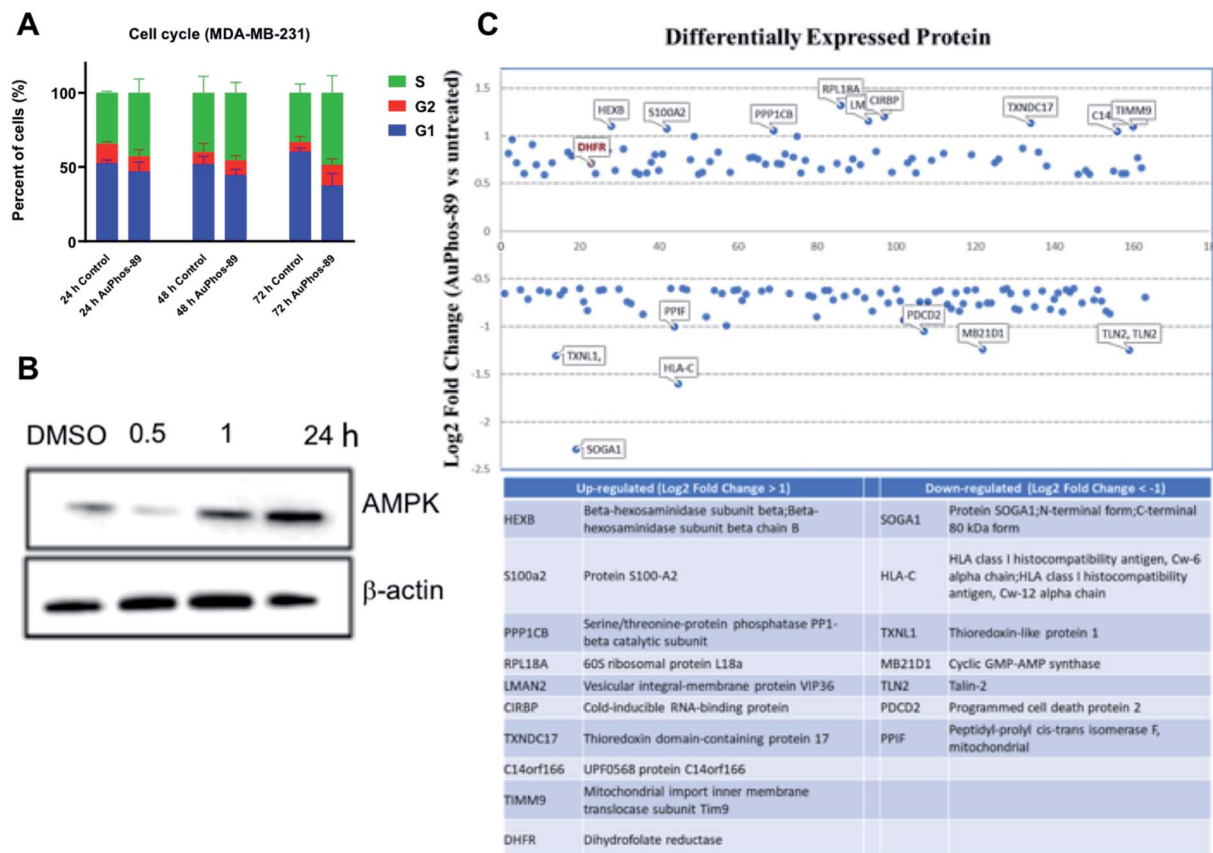 A
Cell cycle (MDA-MB-231)
Percent of cells (%)
100
50
0
24 h Control
24 h AuPhos-89
48 h Control
48 h AuPhos-89
72 h Control
72 h AuPhos-89
S
G2
G1
B
DMSO 0.5 1 24 h
AMPK
β-actin
C
Differentially Expressed Protein
Log2 Fold Change (AuPhos-89 vs untreated)
1.5
1
0.5
0
-0.5
-1
-1.5
-2
-2.5
0 20 40 60 80 100 120 140 160 18
HEXB
S100A2
PPP1CB
RPL18A
LM
CIRBP
TXNDC17
C14
TIMM9
DHFR,
PPIF
PDCD2
MB21D1
TLN2, TLN2
TXNL1,
HLA-C
SOGA1
Up-regulated (Log2 Fold Change > 1) Down-regulated (Log2 Fold Change < -1)
HEXB
Beta-hexosaminidase subunit beta;Beta-
hexosaminidase subunit beta chain B
SOGA1
Protein SOGA1;N-terminal form;C-terminal
80 kDa form
S100a2
Protein S100-A2
HLA-C
HLA class I histocompatibility antigen, Cw-6
alpha chain;HLA class I histocompatibility
antigen, Cw-12 alpha chain
PPP1CB
Serine/threonine-protein phosphatase PP1-
beta catalytic subunit
TXNL1
Thioredoxin-like protein 1
RPL18A
60S ribosomal protein L18a
MB21D1
Cyclic GMP-AMP synthase
LMAN2
Vesicular integral-membrane protein VIP36
TLN2
Talin-2
CIRBP
Cold-inducible RNA-binding protein
PDCD2
Programmed cell death protein 2
TXNDC17
Thioredoxin domain-containing protein 17
PPIF
Peptidyl-prolyl cis-trans isomerase F,
mitochondrial
C14orf166
UPF0568 protein C14orf166
TIMM9
Mitochondrial import inner membrane
translocase subunit Tim9
DHFR
Dihydrofolate reductase